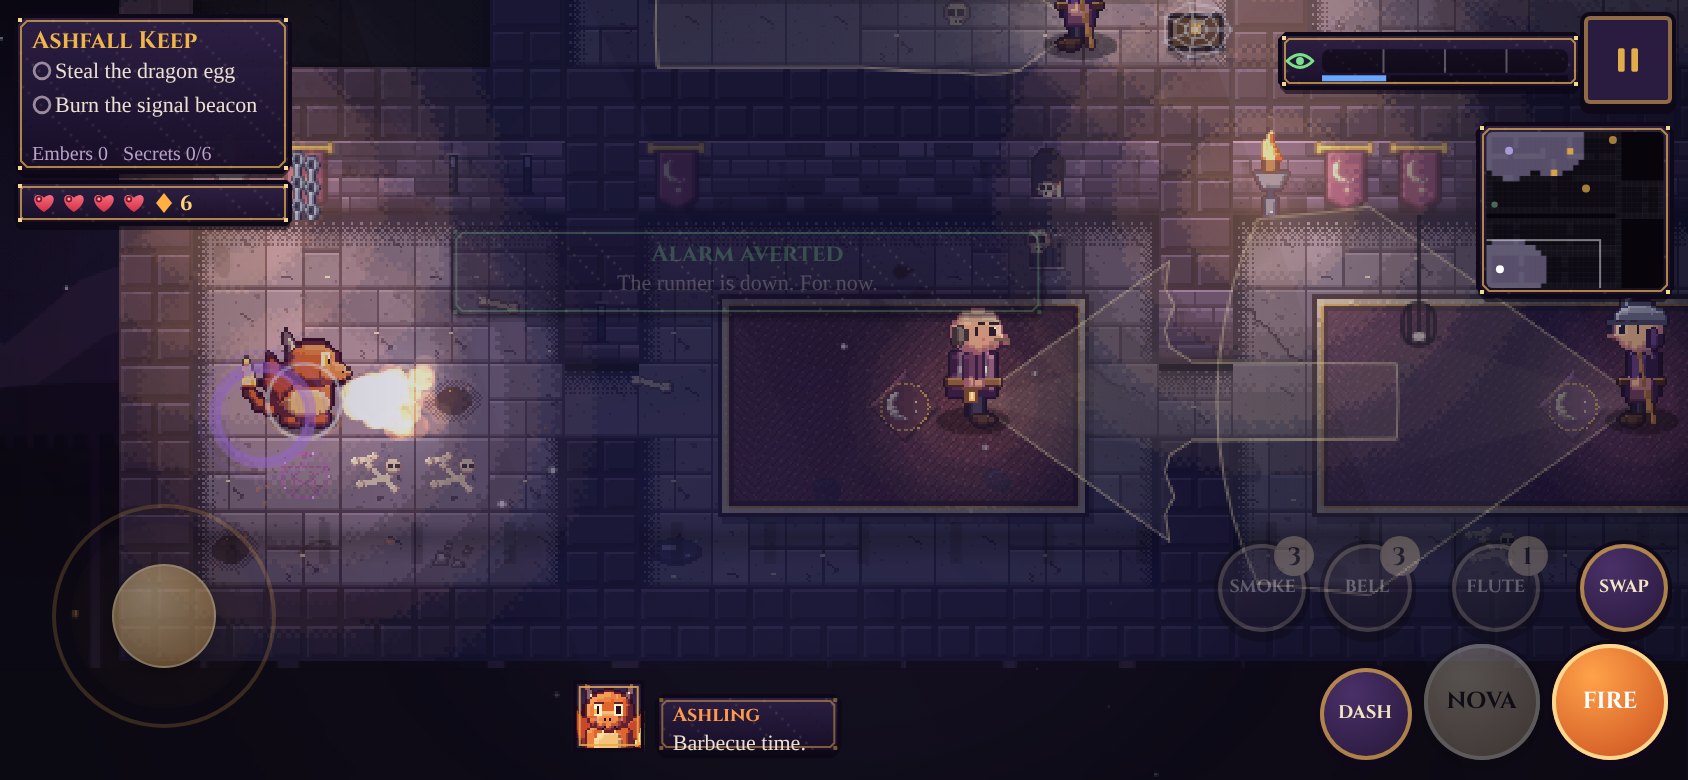 Ashfall Keep
Steal the dragon egg
Burn the signal beacon
Embers 0 Secrets 0/6
6
Alarm Averted
The runner is down. For now.
3
3
1
SMOKE
BELL
FLUTE
SWAP
DASH
NOVA
FIRE
Ashling
Barbecue time.